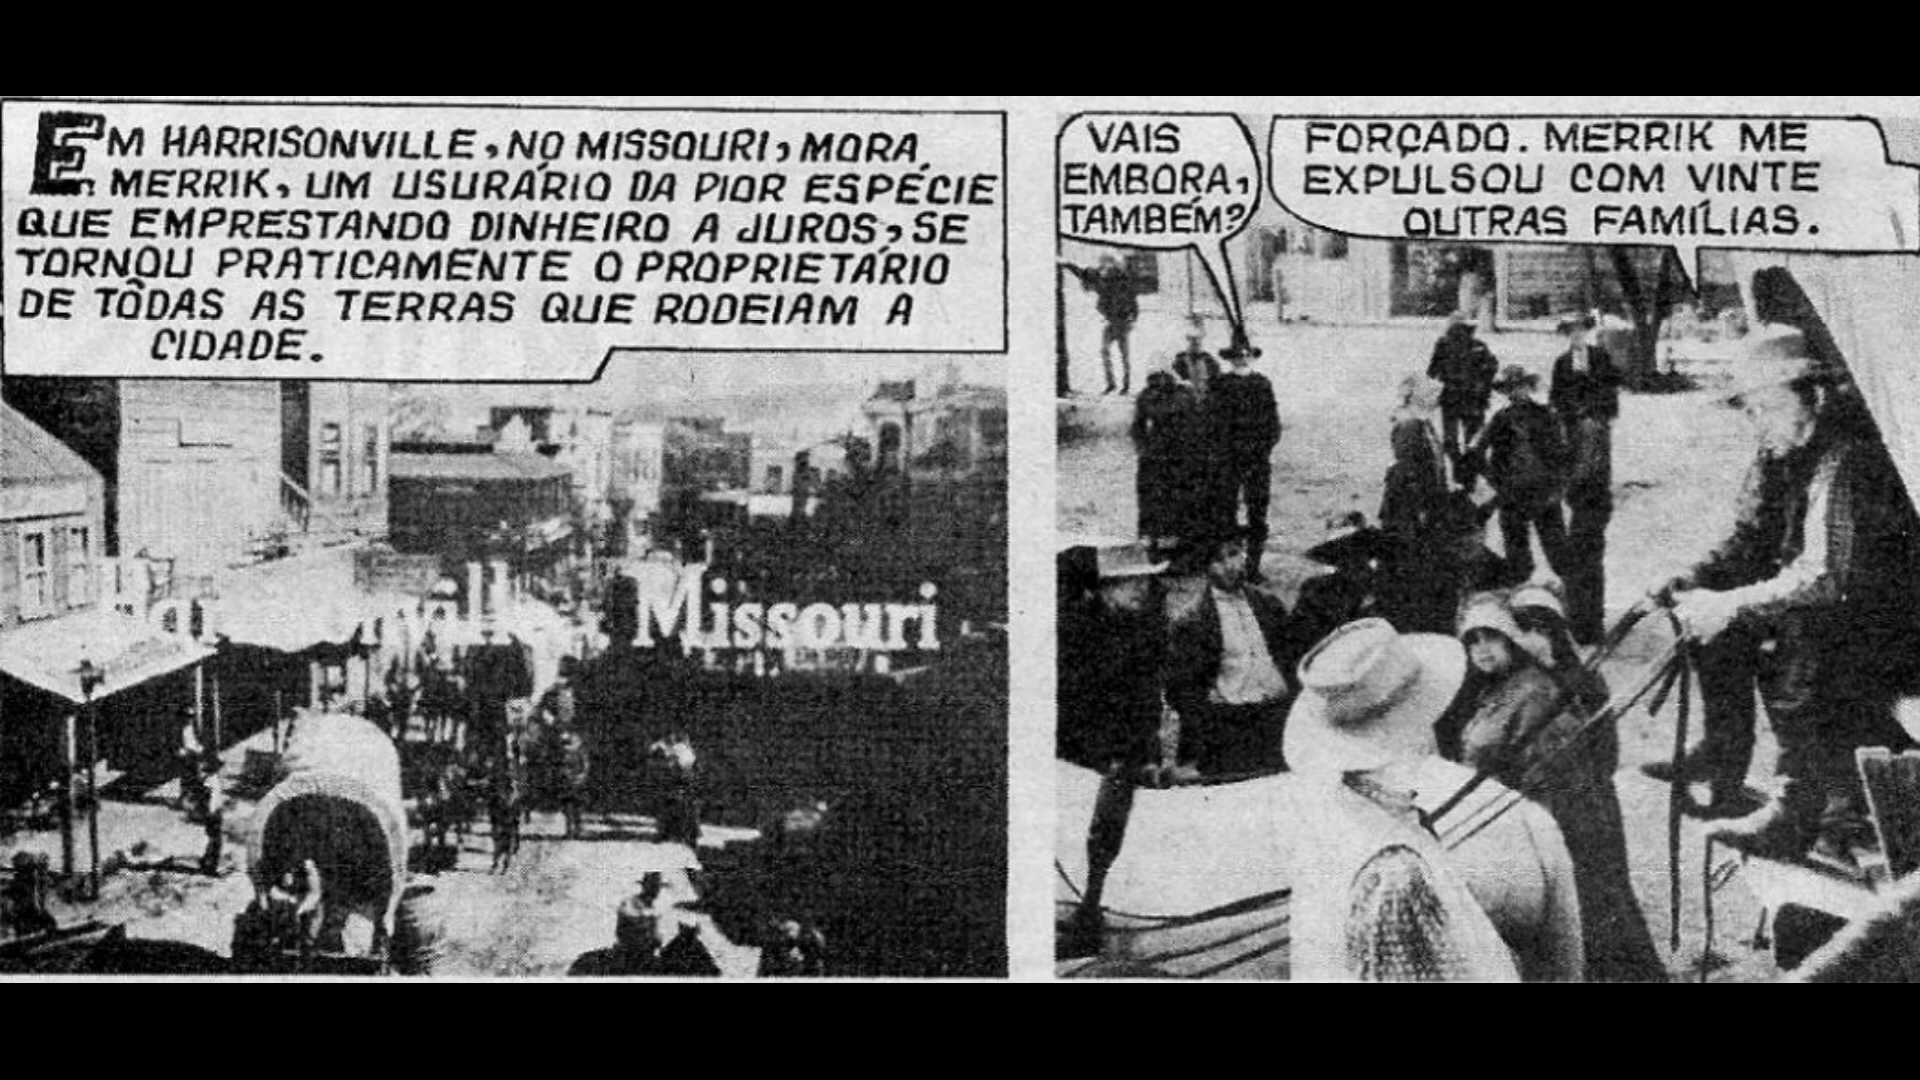 EM HARRISONVILLE, NO MISSOURI, MORA
MERRIK, UM USURÁRIO DA PIOR ESPÉCIE
QUE EMPRESTANDO DINHEIRO A JUROS, SE
TORNOU PRATICAMENTE O PROPRIETÁRIO
DE TÔDAS AS TERRAS QUE RODEIAM A
CIDADE.
Missouri
VAIS
EMBORA,
TAMBÉM?
FORÇADO. MERRIK ME
EXPULSOU COM VINTE
OUTRAS FAMÍLIAS.